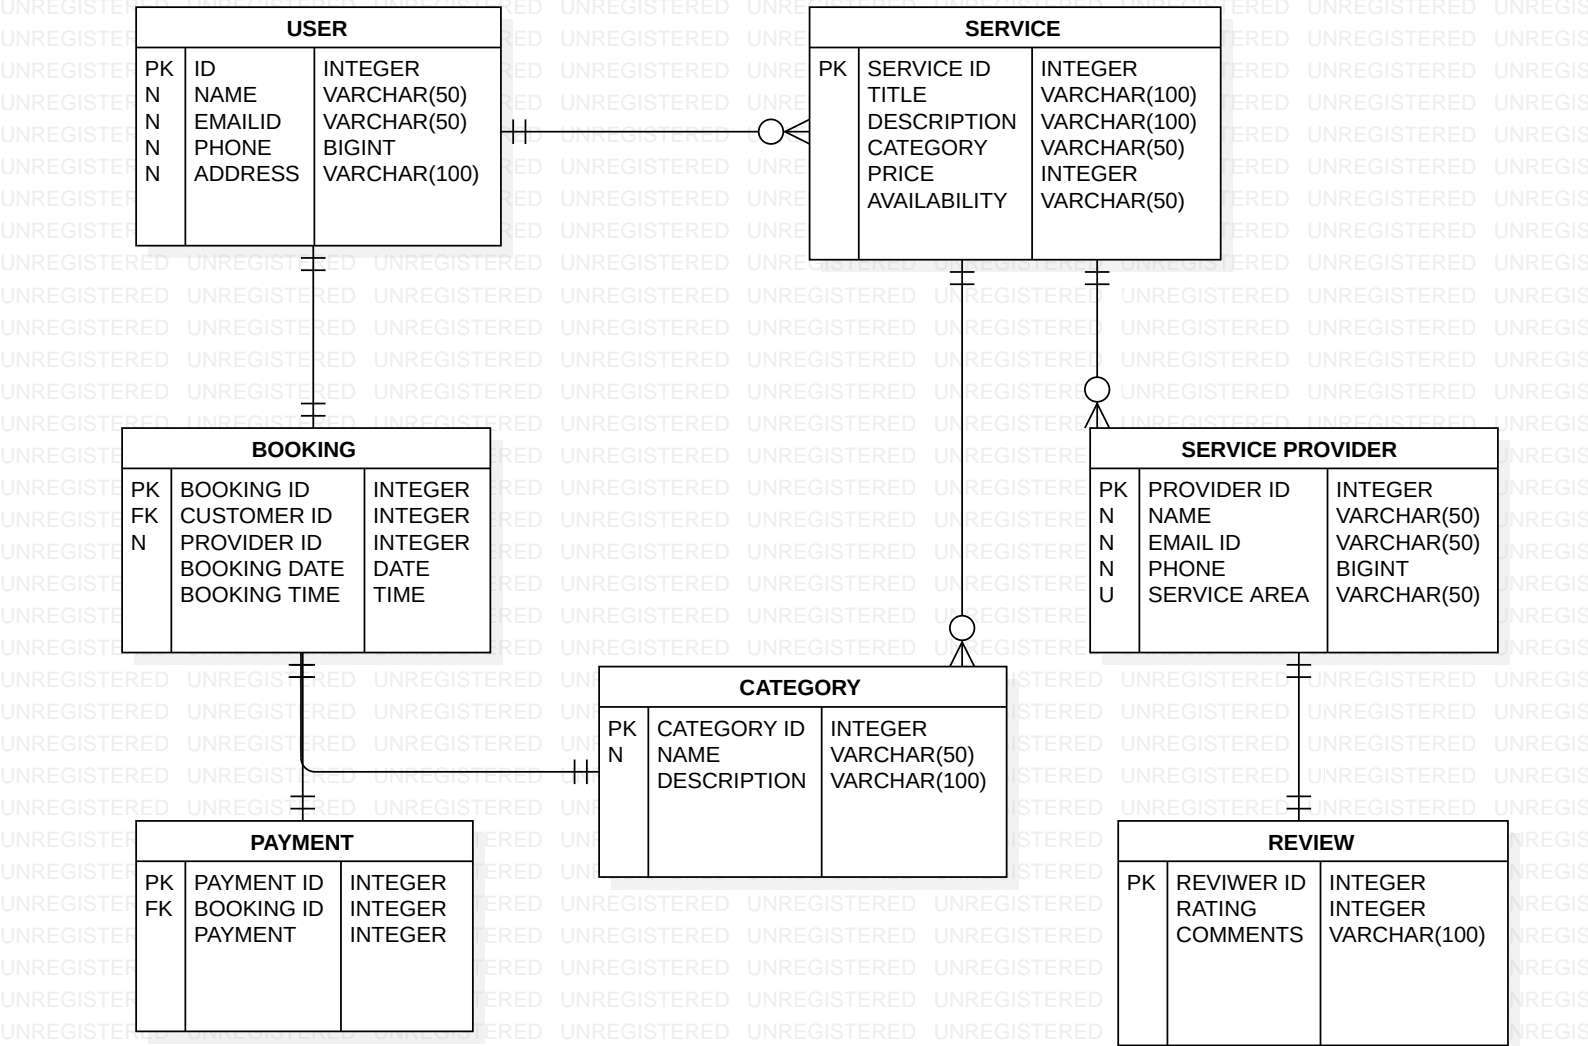 USER
PK ID INTEGER
N NAME VARCHAR(50)
N EMAILID VARCHAR(50)
N PHONE BIGINT
N ADDRESS VARCHAR(100)
SERVICE
PK SERVICE ID INTEGER
TITLE VARCHAR(100)
DESCRIPTION VARCHAR(100)
CATEGORY VARCHAR(50)
PRICE INTEGER
AVAILABILITY VARCHAR(50)
BOOKING
PK BOOKING ID INTEGER
FK CUSTOMER ID INTEGER
N PROVIDER ID INTEGER
BOOKING DATE DATE
BOOKING TIME TIME
SERVICE PROVIDER
PK PROVIDER ID INTEGER
N NAME VARCHAR(50)
N EMAIL ID VARCHAR(50)
N PHONE BIGINT
U SERVICE AREA VARCHAR(50)
CATEGORY
PK CATEGORY ID INTEGER
N NAME VARCHAR(50)
DESCRIPTION VARCHAR(100)
PAYMENT
PK PAYMENT ID INTEGER
FK BOOKING ID INTEGER
PAYMENT INTEGER
REVIEW
PK REVIWER ID INTEGER
RATING INTEGER
COMMENTS VARCHAR(100)
UNREGISTERED